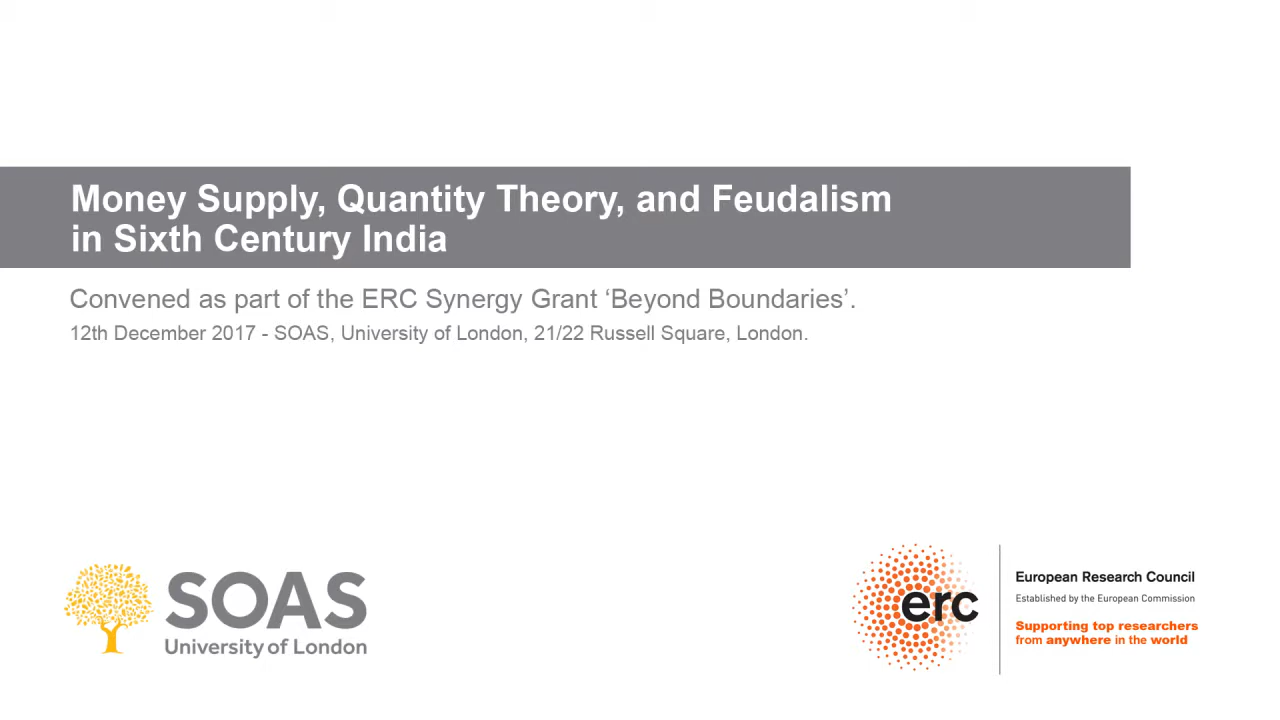 Money Supply, Quantity Theory, and Feudalism
in Sixth Century India
Convened as part of the ERC Synergy Grant ‘Beyond Boundaries’.
12th December 2017 - SOAS, University of London, 21/22 Russell Square, London.
SOAS
University of London
erc
European Research Council
Established by the European Commission
Supporting top researchers
from anywhere in the world